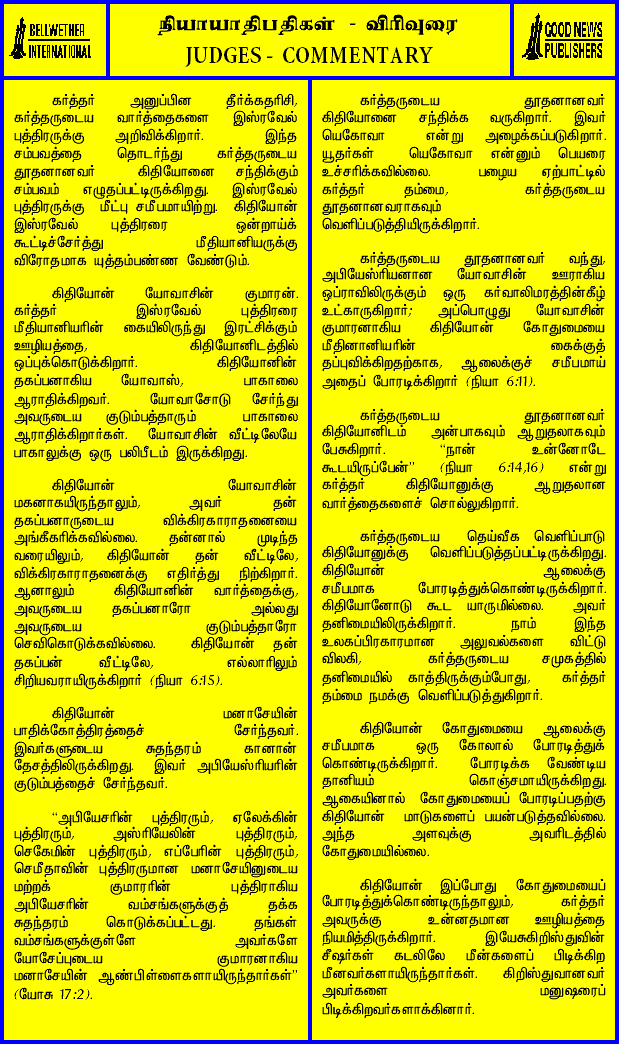 BELLWETHER
INTERNATIONAL
நியாயாதிபதிகள் - விரிவுரை
JUDGES - COMMENTARY
GOOD NEWS
PUBLISHERS
கர்த்தர் அனுப்பின தீர்க்கதரிசி,
கர்த்தருடைய வார்த்தைகளை இஸ்ரவேல்
புத்திரருக்கு அறிவிக்கிறார். இந்த
சம்பவத்தை தொடர்ந்து கர்த்தருடைய
தூதனானவர் கிதியோனை சந்திக்கும்
சம்பவம் எழுதப்பட்டிருக்கிறது. இஸ்ரவேல்
புத்திரருக்கு மீட்பு சமீபமாயிற்று. கிதியோன்
இஸ்ரவேல் புத்திரரை ஒன்றாய்க்
கூட்டிச்சேர்த்து மீதியானியருக்கு
விரோதமாக யுத்தம்பண்ண வேண்டும்.
கிதியோன் யோவாசின் குமாரன்.
கர்த்தர் இஸ்ரவேல் புத்திரரை
மீதியானியரின் கையிலிருந்து இரட்சிக்கும்
ஊழியத்தை, கிதியோனிடத்தில்
ஒப்புக்கொடுக்கிறார். கிதியோனின்
தகப்பனாகிய யோவாஸ், பாகாலை
ஆராதிக்கிறவர். யோவாசோடு சேர்ந்து
அவருடைய குடும்பத்தாரும் பாகாலை
ஆராதிக்கிறார்கள். யோவாசின் வீட்டிலேயே
பாகாலுக்கு ஒரு பலிபீடம் இருக்கிறது.
கிதியோன் யோவாசின்
மகனாகயிருந்தாலும், அவர் தன்
தகப்பனாருடைய விக்கிரகாராதனையை
அங்கீகரிக்கவில்லை. தன்னால் முடிந்த
வரையிலும், கிதியோன் தன் வீட்டிலே,
விக்கிரகாராதனைக்கு எதிர்த்து நிற்கிறார்.
ஆனாலும் கிதியோனின் வார்த்தைக்கு,
அவருடைய தகப்பனாரோ அல்லது
அவருடைய குடும்பத்தாரோ
செவிகொடுக்கவில்லை. கிதியோன் தன்
தகப்பன் வீட்டிலே, எல்லாரிலும்
சிறியவராயிருக்கிறார் (நியா 6:15).
கிதியோன் மனாசேயின்
பாதிக்கோத்திரத்தைச் சேர்ந்தவர்.
இவர்களுடைய சுதந்தரம் கானான்
தேசத்திலிருக்கிறது. இவர் அபியேஸ்ரியரின்
குடும்பத்தைச் சேர்ந்தவர்.
“அபியேசரின் புத்திரரும், ஏலேக்கின்
புத்திரரும், அஸ்ரியேலின் புத்திரரும்,
செகேமின் புத்திரரும், எப்பேரின் புத்திரரும்,
செமீதாவின் புத்திரருமான மனாசேயினுடைய
மற்றக் குமாரரின் புத்திராகிய
அபியேசரின் வம்சங்களுக்குத் தக்க
சுதந்தரம் கொடுக்கப்பட்டது. தங்கள்
வம்சங்களுக்குள்ளே அவர்களே
யோசேப்புடைய குமாரனாகிய
மனாசேயின் ஆண்பிள்ளைகளாயிருந்தார்கள்”
(யோசு 17:2).
கர்த்தருடைய தூதனானவர்
கிதியோனை சந்திக்க வருகிறார். இவர்
யெகோவா என்று அழைக்கப்படுகிறார்.
யூதர்கள் யெகோவா என்னும் பெயரை
உச்சரிக்கவில்லை. பழைய ஏற்பாட்டில்
கர்த்தர் தம்மை, கர்த்தருடைய
தூதனானவராகவும்
வெளிப்படுத்தியிருக்கிறார்.
கர்த்தருடைய தூதனானவர் வந்து,
அபியேஸ்ரியனான யோவாசின் ஊராகிய
ஒப்ராவிலிருக்கும் ஒரு கர்வாலிமரத்தின்கீழ்
உட்காருகிறார்; அப்பொழுது யோவாசின்
குமாரனாகிய கிதியோன் கோதுமையை
மீதினானியரின் கைக்குத்
தப்புவிக்கிறதற்காக, ஆலைக்குச் சமீபமாய்
அதைப் போரடிக்கிறார் (நியா 6:11).
கர்த்தருடைய தூதனானவர்
கிதியோனிடம் அன்பாகவும் ஆறுதலாகவும்
பேசுகிறார். “நான் உன்னோடே
கூடயிருப்பேன்” (நியா 6:14,16) என்று
கர்த்தர் கிதியோனுக்கு ஆறுதலான
வார்த்தைகளைச் சொல்லுகிறார்.
கர்த்தருடைய தெய்வீக வெளிப்பாடு
கிதியோனுக்கு வெளிப்படுத்தப்பட்டிருக்கிறது.
கிதியோன் ஆலைக்கு
சமீபமாக போரடித்துக்கொண்டிருக்கிறார்.
கிதியோனோடு கூட யாருமில்லை. அவர்
தனிமையிலிருக்கிறார். நாம் இந்த
உலகப்பிரகாரமான அலுவல்களை விட்டு
விலகி, கர்த்தருடைய சமுகத்தில்
தனிமையில் காத்திருக்கும்போது, கர்த்தர்
தம்மை நமக்கு வெளிப்படுத்துகிறார்.
கிதியோன் கோதுமையை ஆலைக்கு
சமீபமாக ஒரு கோலால் போரடித்துக்
கொண்டிருக்கிறார். போரடிக்க வேண்டிய
தானியம் கொஞ்சமாயிருக்கிறது.
ஆகையினால் கோதுமையைப் போரடிப்பதற்கு
கிதியோன் மாடுகளைப் பயன்படுத்தவில்லை.
அந்த அளவுக்கு அவரிடத்தில்
கோதுமையில்லை.
கிதியோன் இப்போது கோதுமையைப்
போரடித்துக்கொண்டிருந்தாலும், கர்த்தர்
அவருக்கு உன்னதமான ஊழியத்தை
நியமித்திருக்கிறார். இயேசுகிறிஸ்துவின்
சீஷர்கள் கடலிலே மீன்களைப் பிடிக்கிற
மீனவர்களாயிருந்தார்கள். கிறிஸ்துவானவர்
அவர்களை மனுஷரைப்
பிடிக்கிறவர்களாக்கினார்.